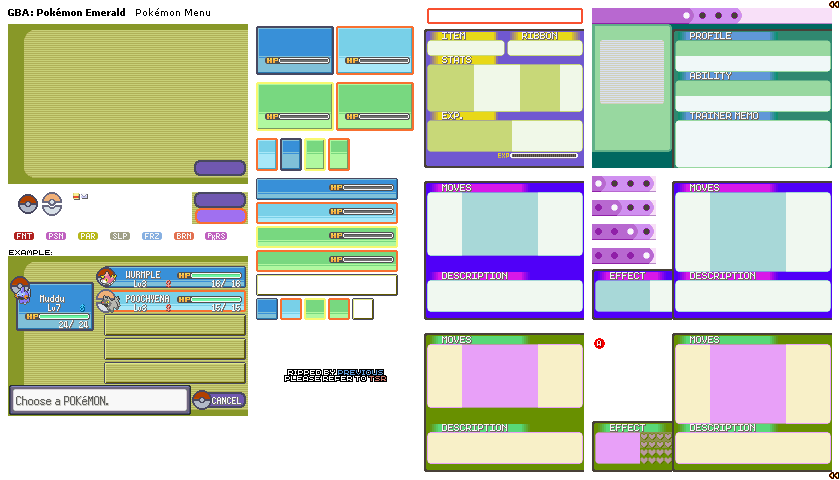 GBA: Pokémon Emerald Pokémon Menu
HP
HP
HP
HP
HP
HP
HP
HP
FNT PSN PAR SLP FRZ BRN PKRS
EXAMPLE:
Muddu
Lv7
HP
24/ 24
WURMPLE HP
Lv3 16/ 16
POOCHYENA HP
Lv3 15/ 15
Choose a POKéMON.
CANCEL
RIPPED BY PREVIOUS
PLEASE REFER TO TSR
ITEM RIBBON
STATS
EXP.
EXP
PROFILE
ABILITY
TRAINER MEMO
MOVES
DESCRIPTION
MOVES
EFFECT DESCRIPTION
MOVES
DESCRIPTION
A
MOVES
EFFECT DESCRIPTION